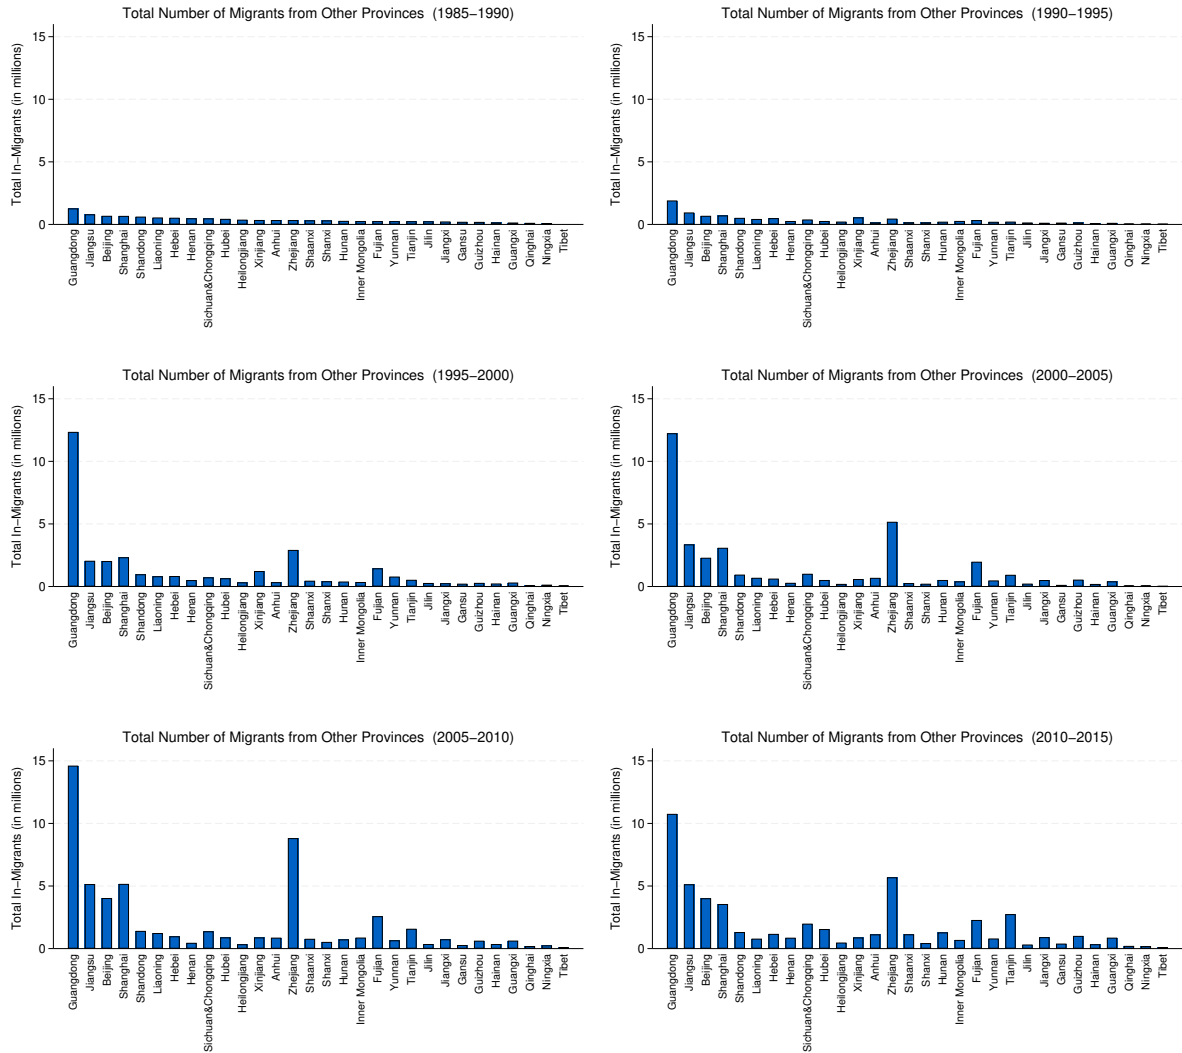 Total Number of Migrants from Other Provinces (1985−1990)
Total In−Migrants (in millions)
15
10
5
0
Guangdong
Jiangsu
Beijing
Shanghai
Shandong
Liaoning
Hebei
Henan
Sichuan&Chongqing
Hubei
Heilongjiang
Xinjiang
Anhui
Zhejiang
Shaanxi
Shanxi
Hunan
Inner Mongolia
Fujian
Yunnan
Tianjin
Jilin
Jiangxi
Gansu
Guizhou
Hainan
Guangxi
Qinghai
Ningxia
Tibet
Total Number of Migrants from Other Provinces (1990−1995)
Total In−Migrants (in millions)
15
10
5
0
Guangdong
Jiangsu
Beijing
Shanghai
Shandong
Liaoning
Hebei
Henan
Sichuan&Chongqing
Hubei
Heilongjiang
Xinjiang
Anhui
Zhejiang
Shaanxi
Shanxi
Hunan
Inner Mongolia
Fujian
Yunnan
Tianjin
Jilin
Jiangxi
Gansu
Guizhou
Hainan
Guangxi
Qinghai
Ningxia
Tibet
Total Number of Migrants from Other Provinces (1995−2000)
Total In−Migrants (in millions)
15
10
5
0
Guangdong
Jiangsu
Beijing
Shanghai
Shandong
Liaoning
Hebei
Henan
Sichuan&Chongqing
Hubei
Heilongjiang
Xinjiang
Anhui
Zhejiang
Shaanxi
Shanxi
Hunan
Inner Mongolia
Fujian
Yunnan
Tianjin
Jilin
Jiangxi
Gansu
Guizhou
Hainan
Guangxi
Qinghai
Ningxia
Tibet
Total Number of Migrants from Other Provinces (2000−2005)
Total In−Migrants (in millions)
15
10
5
0
Guangdong
Jiangsu
Beijing
Shanghai
Shandong
Liaoning
Hebei
Henan
Sichuan&Chongqing
Hubei
Heilongjiang
Xinjiang
Anhui
Zhejiang
Shaanxi
Shanxi
Hunan
Inner Mongolia
Fujian
Yunnan
Tianjin
Jilin
Jiangxi
Gansu
Guizhou
Hainan
Guangxi
Qinghai
Ningxia
Tibet
Total Number of Migrants from Other Provinces (2005−2010)
Total In−Migrants (in millions)
15
10
5
0
Guangdong
Jiangsu
Beijing
Shanghai
Shandong
Liaoning
Hebei
Henan
Sichuan&Chongqing
Hubei
Heilongjiang
Xinjiang
Anhui
Zhejiang
Shaanxi
Shanxi
Hunan
Inner Mongolia
Fujian
Yunnan
Tianjin
Jilin
Jiangxi
Gansu
Guizhou
Hainan
Guangxi
Qinghai
Ningxia
Tibet
Total Number of Migrants from Other Provinces (2010−2015)
Total In−Migrants (in millions)
15
10
5
0
Guangdong
Jiangsu
Beijing
Shanghai
Shandong
Liaoning
Hebei
Henan
Sichuan&Chongqing
Hubei
Heilongjiang
Xinjiang
Anhui
Zhejiang
Shaanxi
Shanxi
Hunan
Inner Mongolia
Fujian
Yunnan
Tianjin
Jilin
Jiangxi
Gansu
Guizhou
Hainan
Guangxi
Qinghai
Ningxia
Tibet